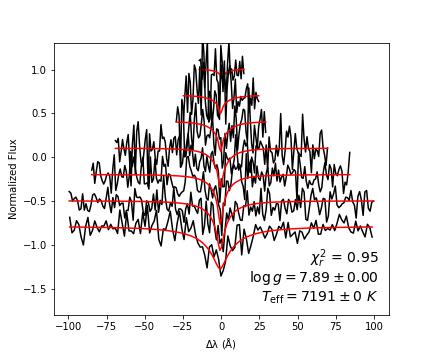 1.0
0.5
0.0
−0.5
−1.0
−1.5
Normalized Flux
χ²ᵣ = 0.95
log g = 7.89 ± 0.00
T_eff = 7191 ± 0 K
−100 −75 −50 −25 0 25 50 75 100
Δλ (Å)